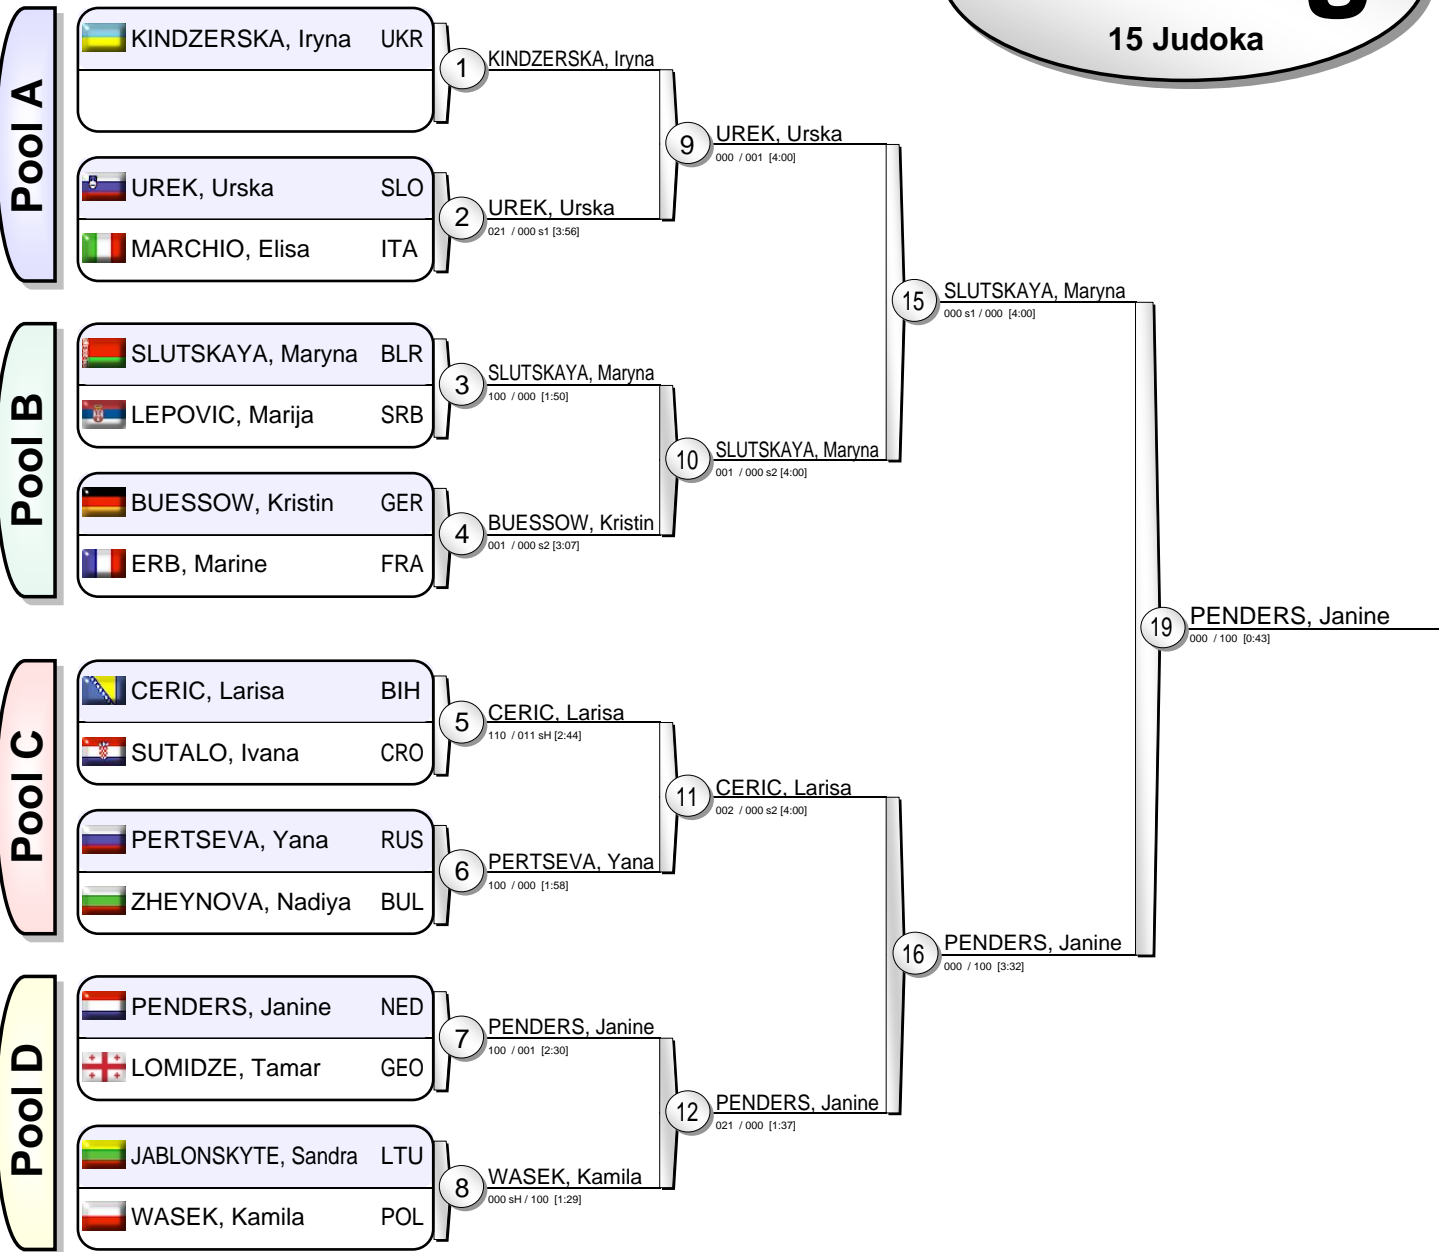 15 Judoka
Pool A
KINDZERSKA, Iryna UKR
1
KINDZERSKA, Iryna
UREK, Urska SLO
MARCHIO, Elisa ITA
2
UREK, Urska
021 / 000 s1 [3:56]
9
UREK, Urska
000 / 001 [4:00]
Pool B
SLUTSKAYA, Maryna BLR
LEPOVIC, Marija SRB
3
SLUTSKAYA, Maryna
100 / 000 [1:50]
BUESSOW, Kristin GER
ERB, Marine FRA
4
BUESSOW, Kristin
001 / 000 s2 [3:07]
10
SLUTSKAYA, Maryna
001 / 000 s2 [4:00]
15
SLUTSKAYA, Maryna
000 s1 / 000 [4:00]
Pool C
CERIC, Larisa BIH
SUTALO, Ivana CRO
5
CERIC, Larisa
110 / 011 sH [2:44]
PERTSEVA, Yana RUS
ZHEYNOVA, Nadiya BUL
6
PERTSEVA, Yana
100 / 000 [1:58]
11
CERIC, Larisa
002 / 000 s2 [4:00]
Pool D
PENDERS, Janine NED
LOMIDZE, Tamar GEO
7
PENDERS, Janine
100 / 001 [2:30]
JABLONSKYTE, Sandra LTU
WASEK, Kamila POL
8
WASEK, Kamila
000 sH / 100 [1:29]
12
PENDERS, Janine
021 / 000 [1:37]
16
PENDERS, Janine
000 / 100 [3:32]
19
PENDERS, Janine
000 / 100 [0:43]